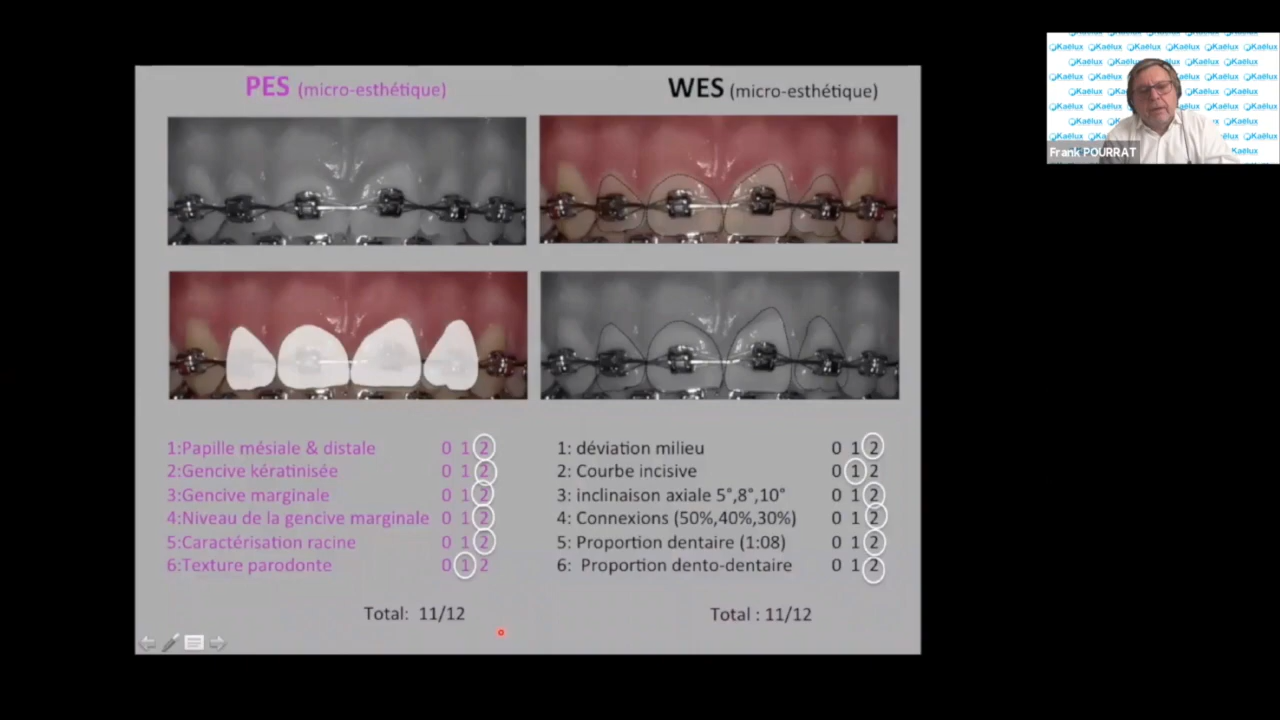 PES (micro-esthétique)
WES (micro-esthétique)
1:Papille mésiale & distale 0 1 2
2:Gencive kératinisée 0 1 2
3:Gencive marginale 0 1 2
4:Niveau de la gencive marginale 0 1 2
5:Caractérisation racine 0 1 2
6:Texture parodonte 0 1 2
Total: 11/12
1: déviation milieu 0 1 2
2: Courbe incisive 0 1 2
3: inclinaison axiale 5°,8°,10° 0 1 2
4: Connexions (50%,40%,30%) 0 1 2
5: Proportion dentaire (1:08) 0 1 2
6: Proportion dento-dentaire 0 1 2
Total : 11/12
Kaëlux Kaëlux Kaëlux
Frank POURRAT